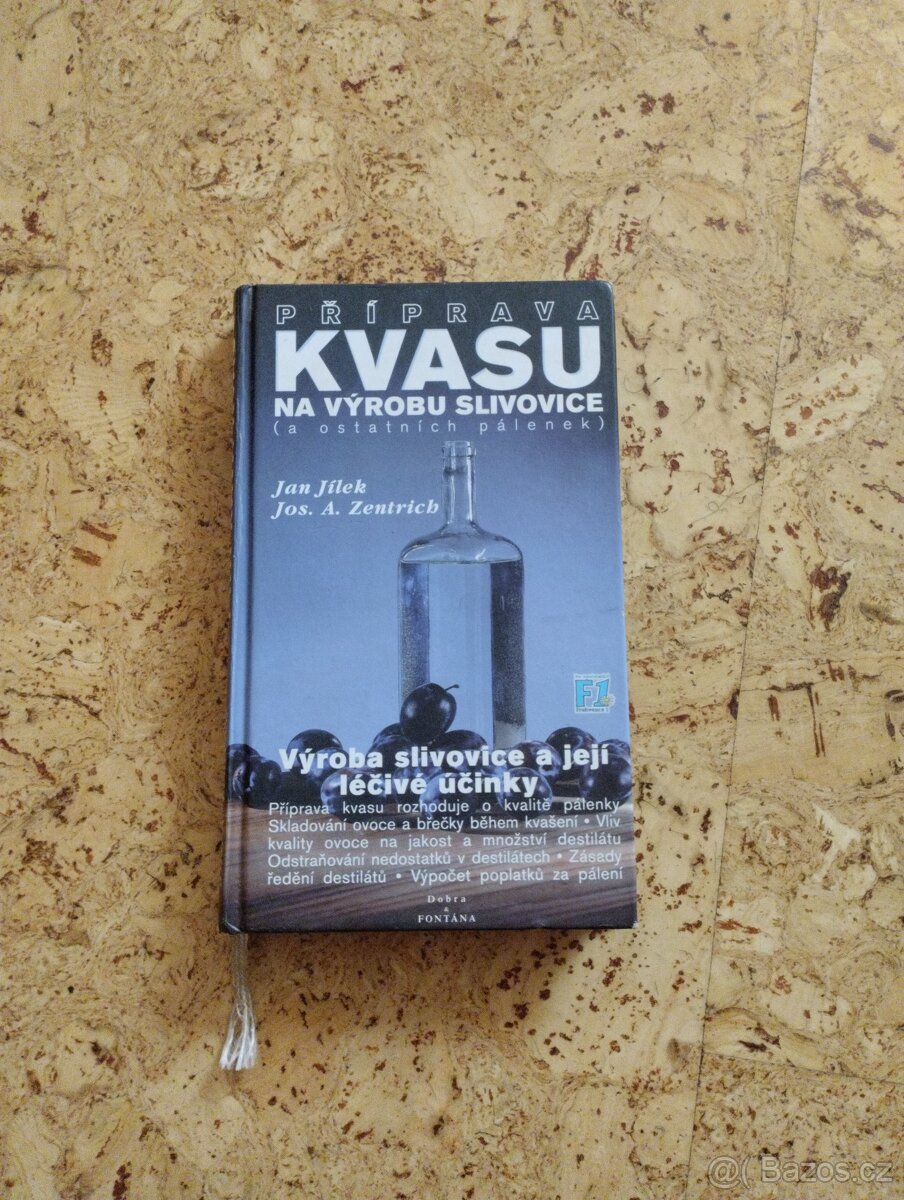 PŘÍPRAVA
KVASU
NA VÝROBU SLIVOVICE
(a ostatních pálenek)
Jan Jílek
Jos. A. Zentrich
F1
Výroba slivovice a její
léčivé účinky
Příprava kvasu rozhoduje o kvalitě pálenky
Skladování ovoce a břečky během kvašení • Vliv
kvality ovoce na jakost a množství destilátu
Odstraňování nedostatků v destilátech • Zásady
ředění destilátů • Výpočet poplatků za pálení
Dobra
&
FONTÁNA
@( Bazos.cz